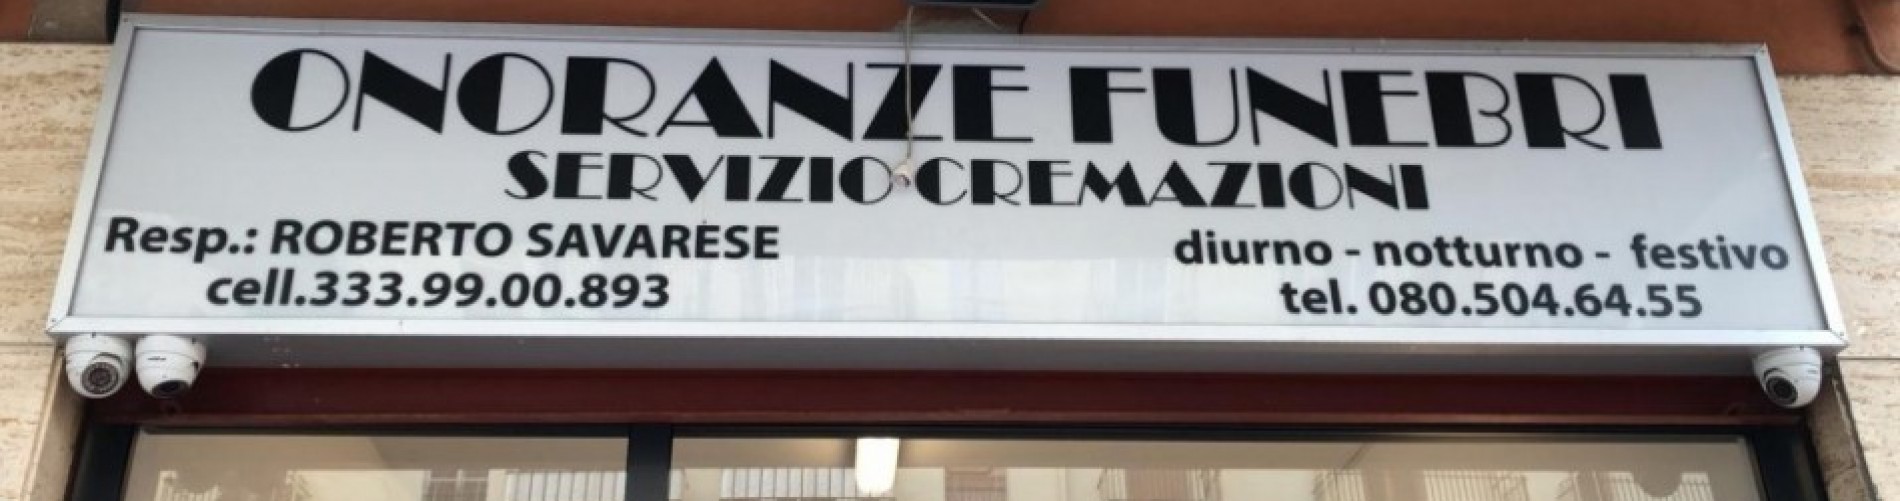 ONORANZE FUNEBRI
SERVIZIO CREMAZIONI
Resp.: ROBERTO SAVARESE
cell.333.99.00.893
diurno - notturno - festivo
tel. 080.504.64.55